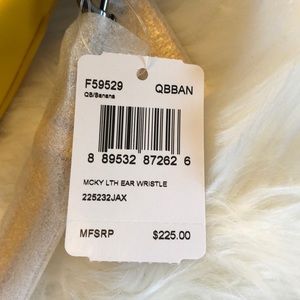 F59529 QBBAN
QB/Banana
8 89532 87262 6
MCKY LTH EAR WRISTLE
225232JAX
MFSRP $225.00